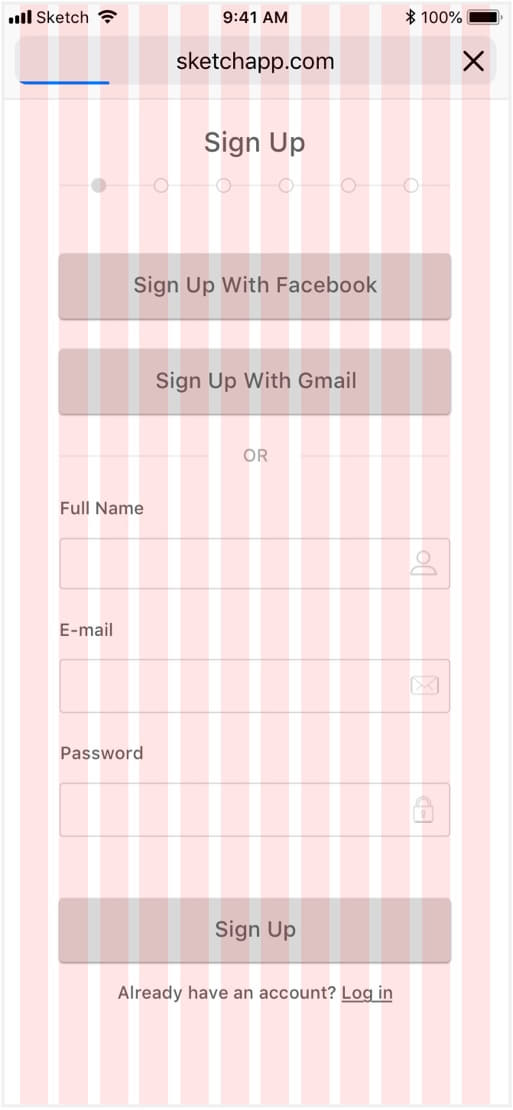 Sketch 9:41 AM 100%
sketchapp.com
Sign Up
Sign Up With Facebook
Sign Up With Gmail
OR
Full Name
E-mail
Password
Sign Up
Already have an account? Log in